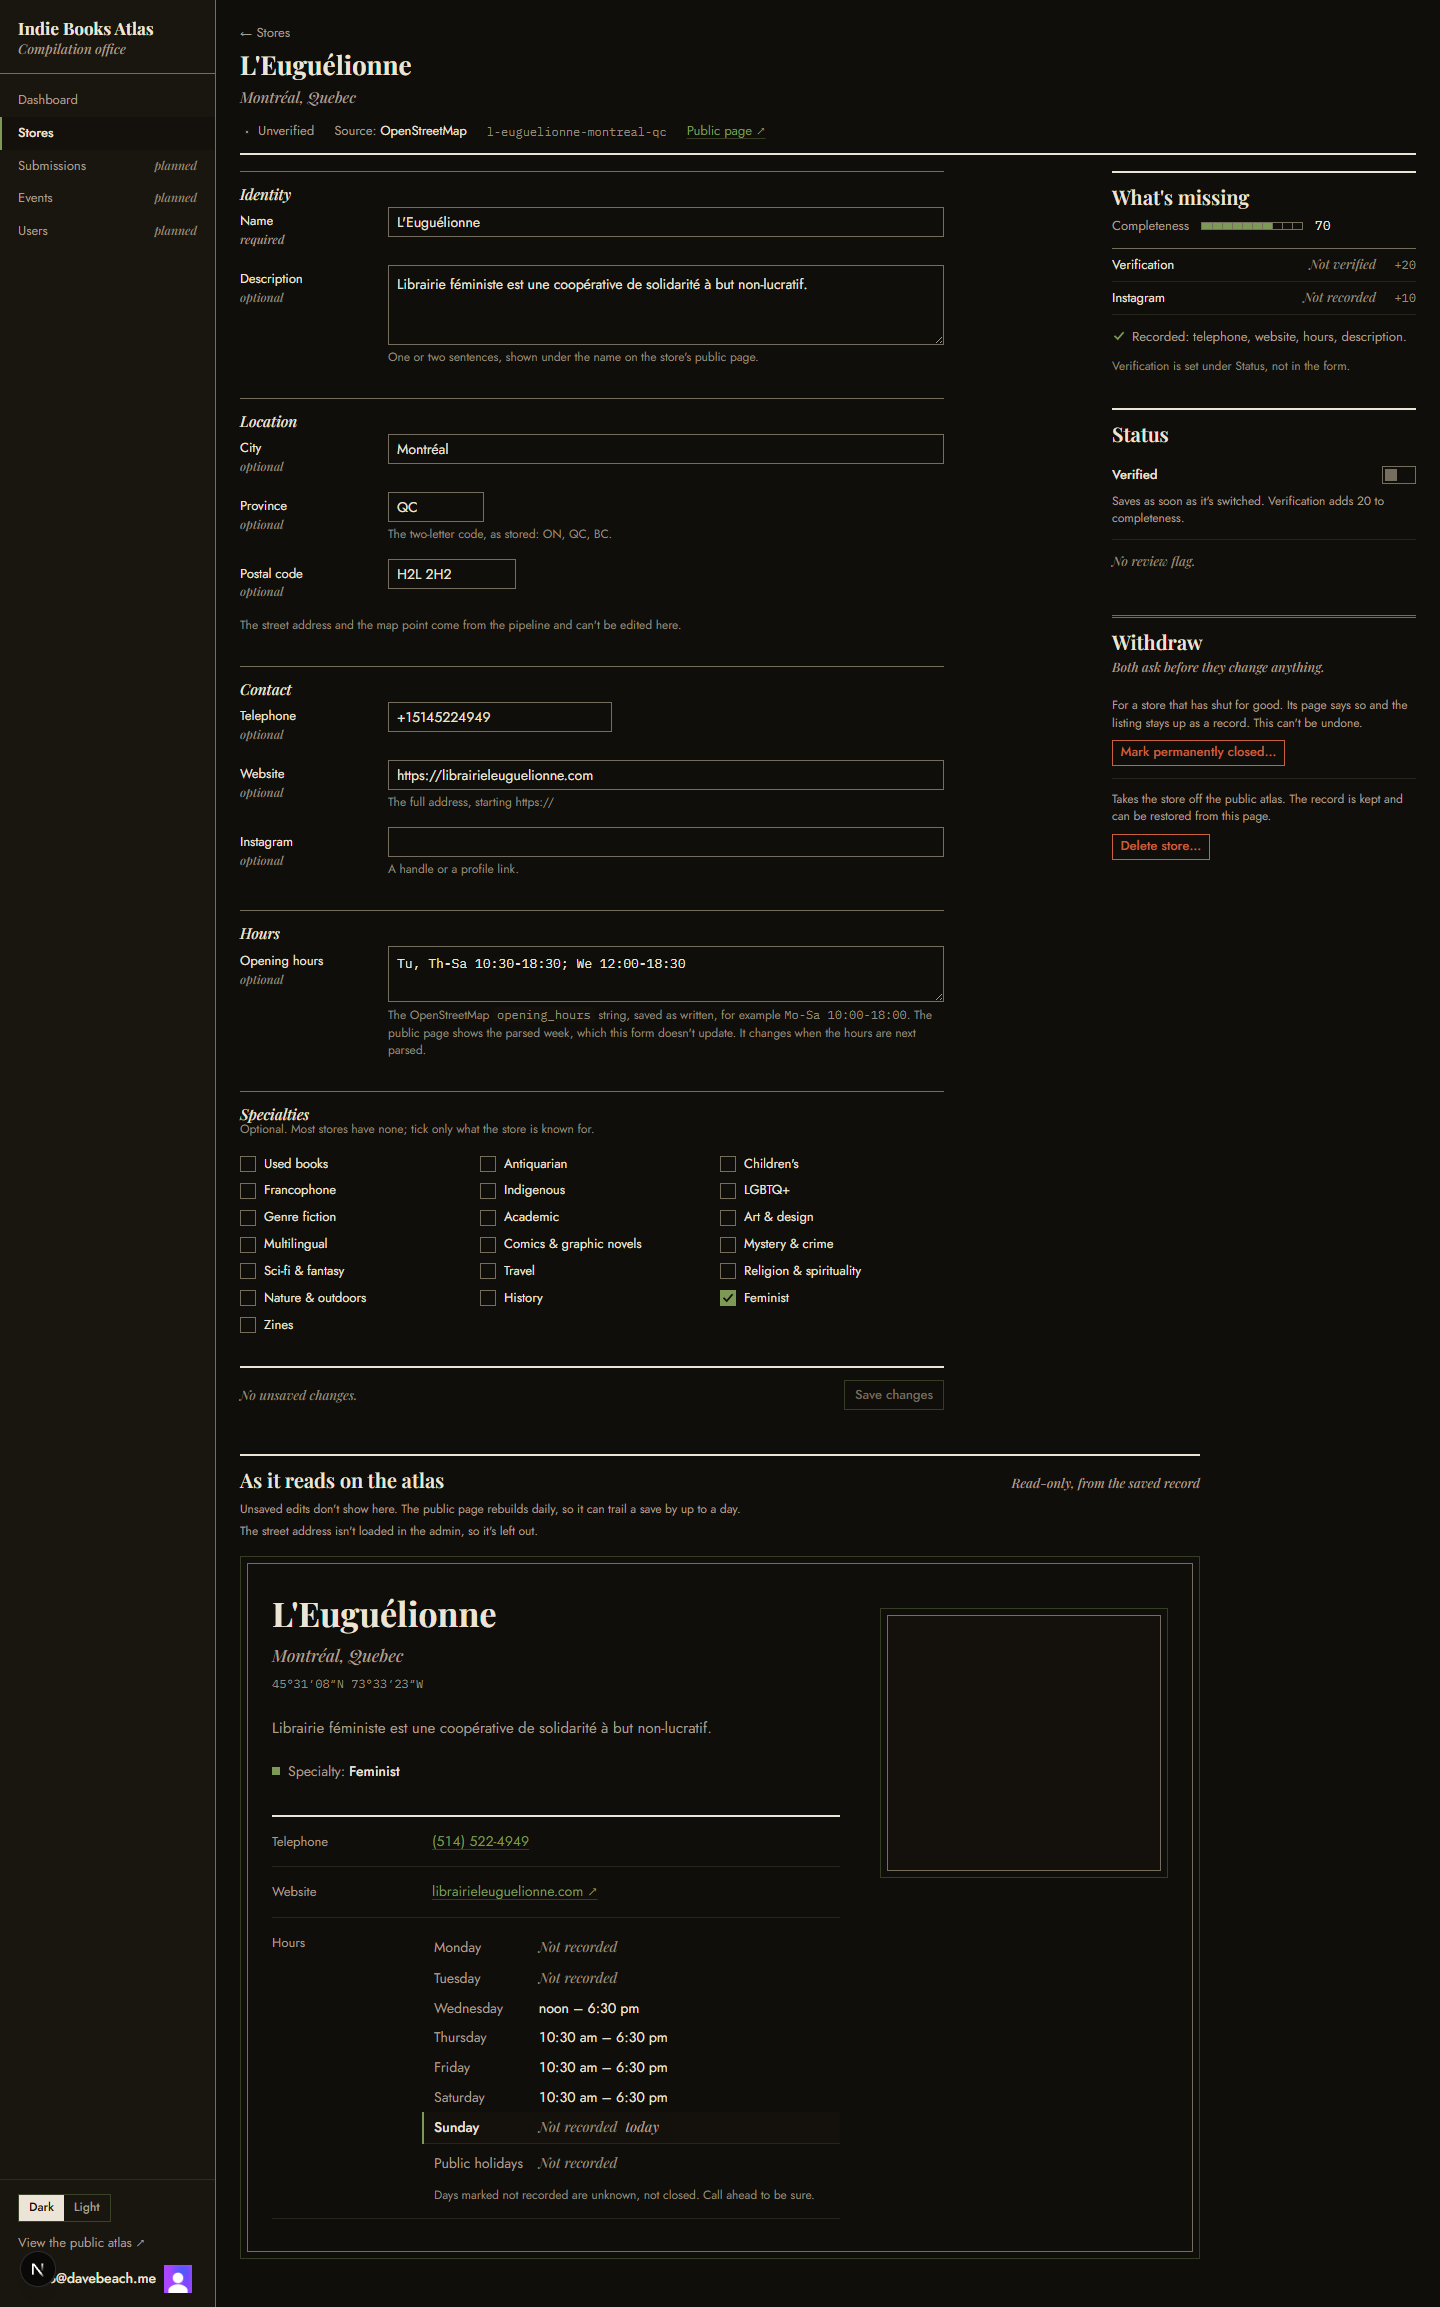 Indie Books Atlas
Compilation office
Dashboard
Stores
Submissions planned
Events planned
Users planned
← Stores
L'Euguélionne
Montréal, Quebec
· Unverified Source: OpenStreetMap l-euguelionne-montreal-qc Public page ↗
Identity
Name
required
L'Euguélionne
Description
optional
Librairie féministe est une coopérative de solidarité à but non-lucratif.
One or two sentences, shown under the name on the store's public page.
Location
City
optional
Montréal
Province
optional
QC
The two-letter code, as stored: ON, QC, BC.
Postal code
optional
H2L 2H2
The street address and the map point come from the pipeline and can't be edited here.
Contact
Telephone
optional
+15145224949
Website
optional
https://librairieleuguelionne.com
The full address, starting https://
Instagram
optional
A handle or a profile link.
Hours
Opening hours
optional
Tu, Th-Sa 10:30-18:30; We 12:00-18:30
The OpenStreetMap opening_hours string, saved as written, for example Mo-Sa 10:00-18:00. The
public page shows the parsed week, which this form doesn't update. It changes when the hours are next
parsed.
Specialties
Optional. Most stores have none; tick only what the store is known for.
Used books Antiquarian Children's
Francophone Indigenous LGBTQ+
Genre fiction Academic Art & design
Multilingual Comics & graphic novels Mystery & crime
Sci-fi & fantasy Travel Religion & spirituality
Nature & outdoors History Feminist
Zines
No unsaved changes. Save changes
What's missing
Completeness 70
Verification Not verified +20
Instagram Not recorded +10
✓ Recorded: telephone, website, hours, description.
Verification is set under Status, not in the form.
Status
Verified
Saves as soon as it's switched. Verification adds 20 to
completeness.
No review flag.
Withdraw
Both ask before they change anything.
For a store that has shut for good. Its page says so and the
listing stays up as a record. This can't be undone.
Mark permanently closed...
Takes the store off the public atlas. The record is kept and
can be restored from this page.
Delete store...
As it reads on the atlas Read-only, from the saved record
Unsaved edits don't show here. The public page rebuilds daily, so it can trail a save by up to a day.
The street address isn't loaded in the admin, so it's left out.
L'Euguélionne
Montréal, Quebec
45°31′08″N 73°33′23″W
Librairie féministe est une coopérative de solidarité à but non-lucratif.
Specialty: Feminist
Telephone (514) 522-4949
Website librairieleuguelionne.com ↗
Hours
Monday Not recorded
Tuesday Not recorded
Wednesday noon – 6:30 pm
Thursday 10:30 am – 6:30 pm
Friday 10:30 am – 6:30 pm
Saturday 10:30 am – 6:30 pm
Sunday Not recorded today
Public holidays Not recorded
Days marked not recorded are unknown, not closed. Call ahead to be sure.
Dark Light
View the public atlas ↗
N
@davebeach.me